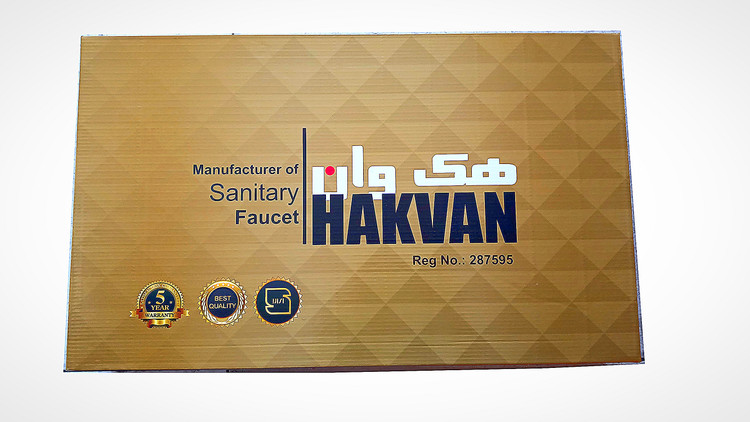 Manufacturer of
Sanitary
Faucet
هک وان
HAKVAN
Reg No.: 287595
5
YEAR
WARRANTY
BEST
QUALITY